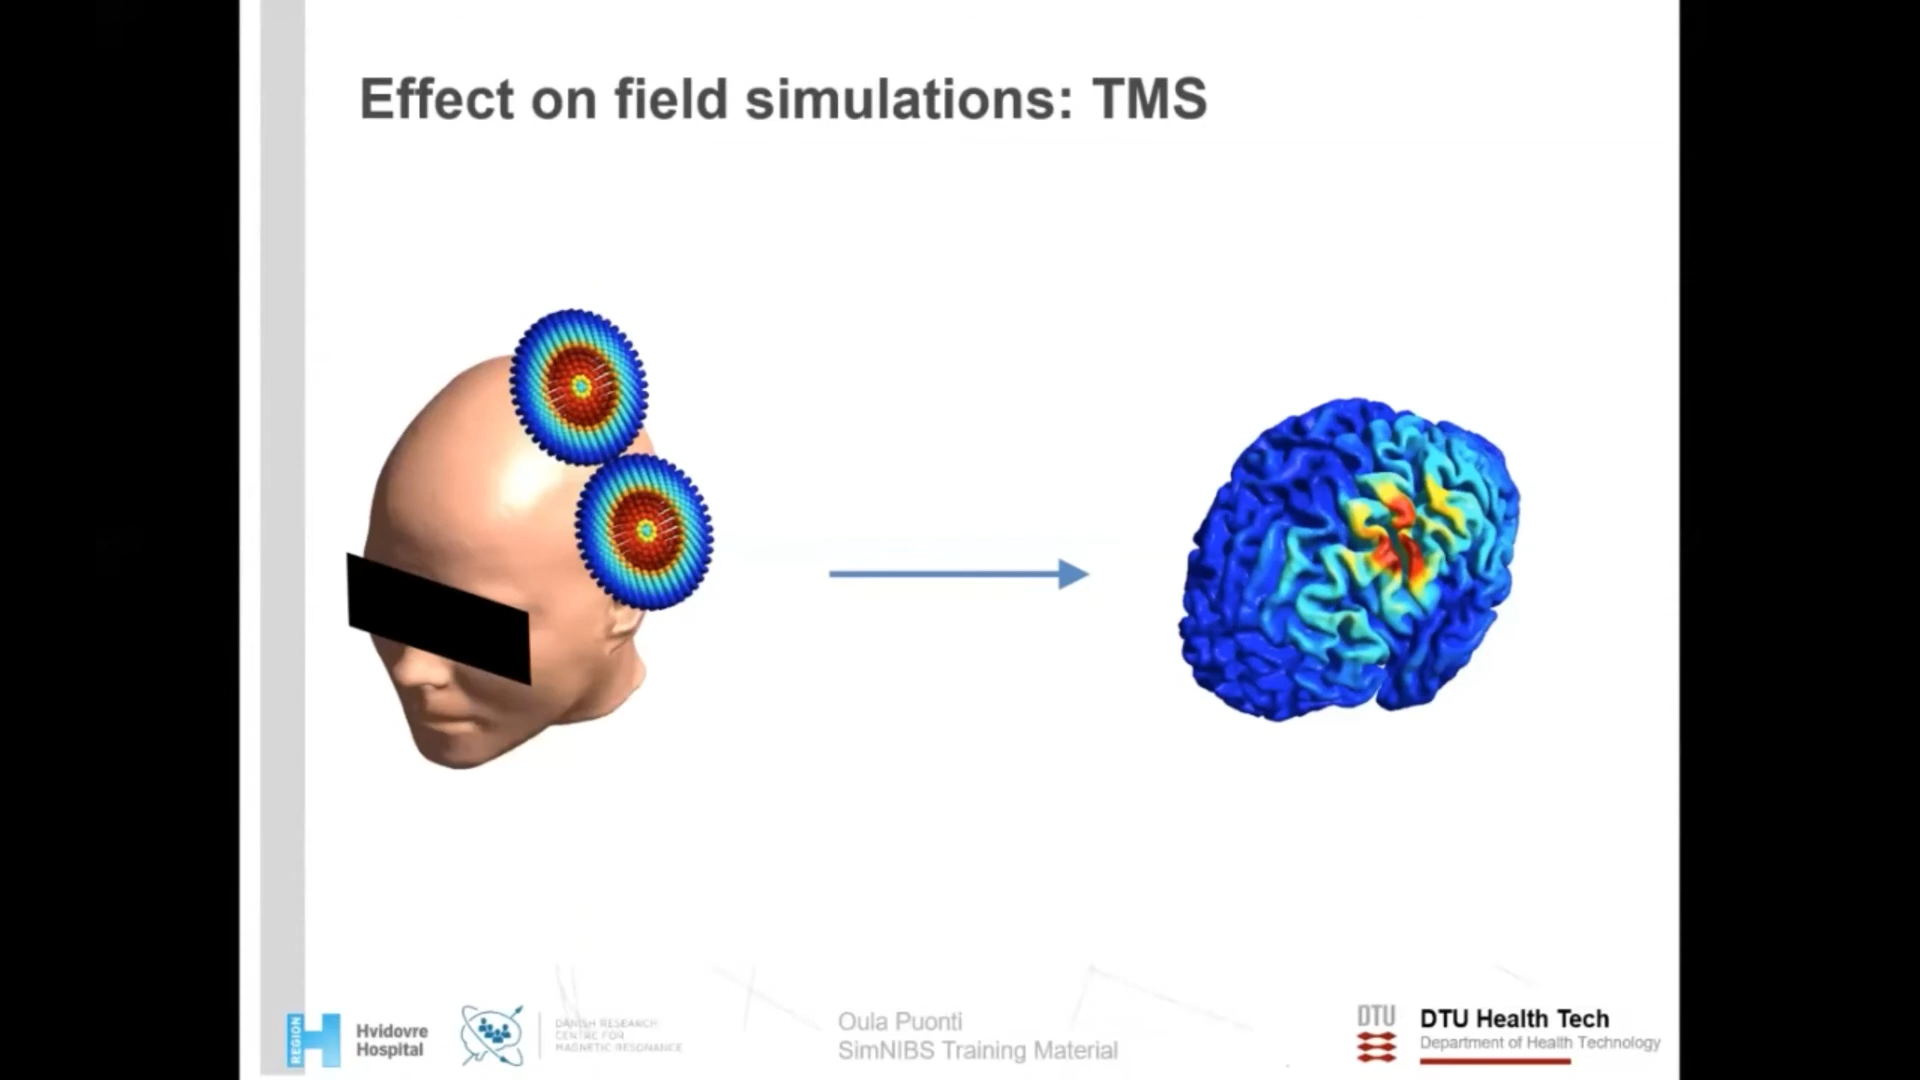 Effect on field simulations: TMS
REGION
Hvidovre
Hospital
DANISH RESEARCH
CENTRE FOR
MAGNETIC RESONANCE
Oula Puonti
SimNIBS Training Material
DTU
DTU Health Tech
Department of Health Technology